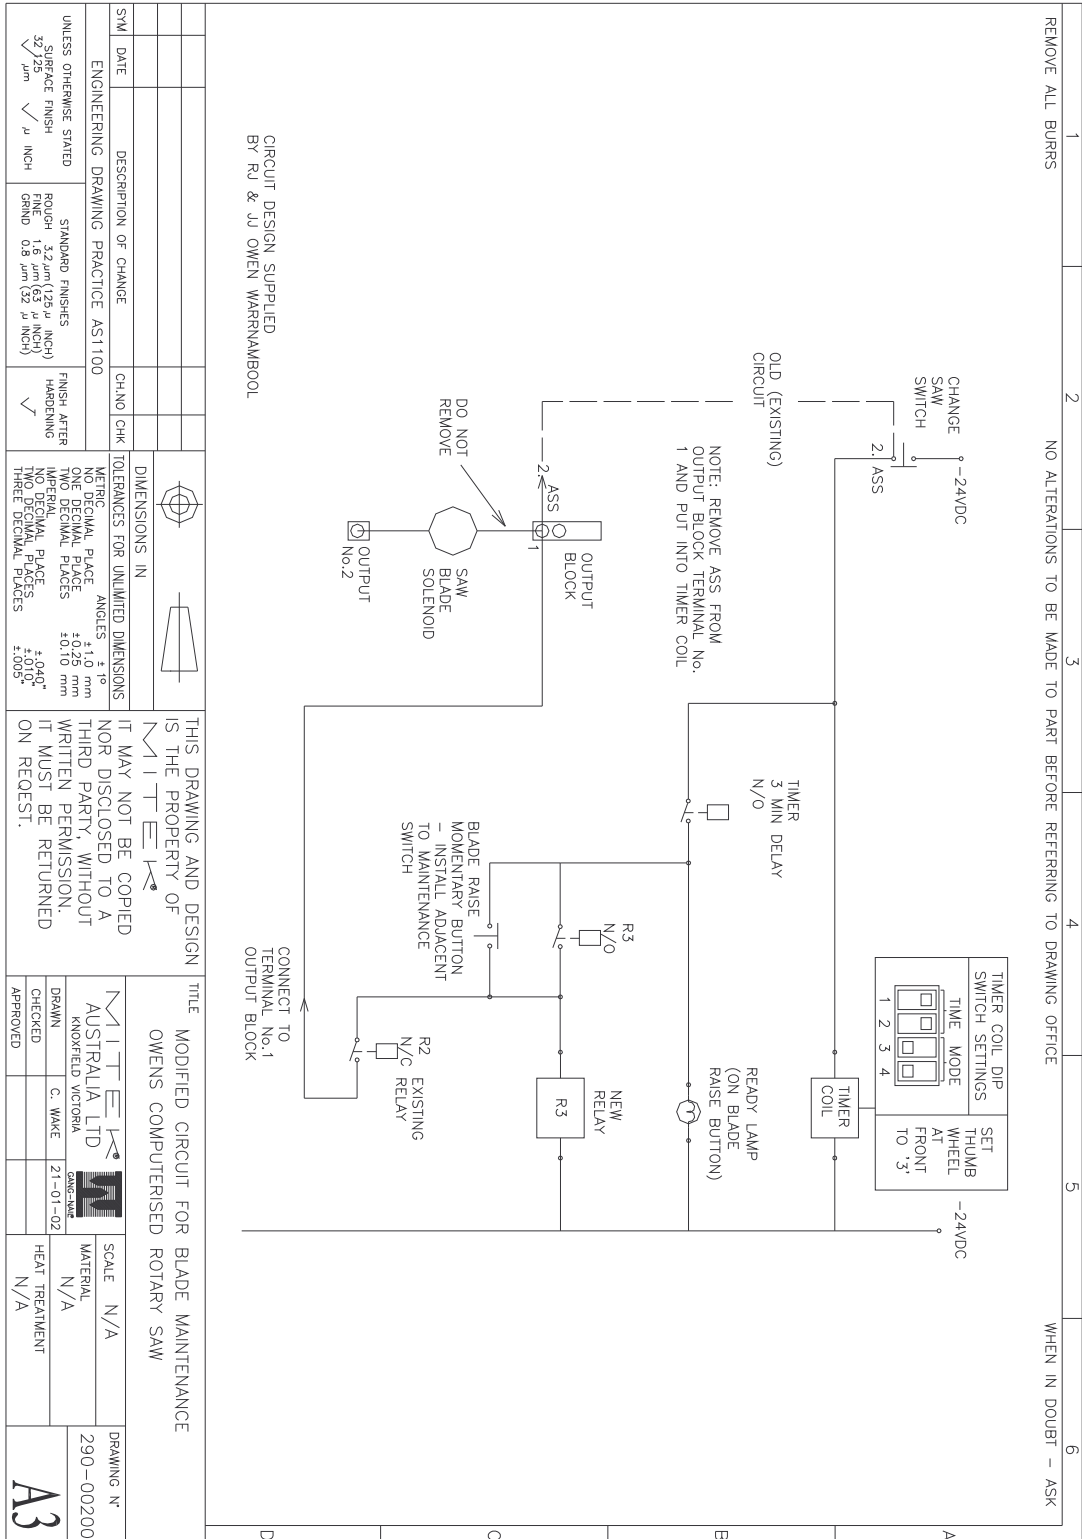 REMOVE ALL BURRS
NO ALTERATIONS TO BE MADE TO PART BEFORE REFERRING TO DRAWING OFFICE
WHEN IN DOUBT - ASK
1
2
3
4
5
6
A
B
C
D
CHANGE
SAW
SWITCH
-24VDC
2. ASS
OLD (EXISTING)
CIRCUIT
NOTE: REMOVE ASS FROM
OUTPUT BLOCK TERMINAL No.
1 AND PUT INTO TIMER COIL
TIMER
3 MIN DELAY
N/O
TIMER COIL DIP
SWITCH SETTINGS
TIME
MODE
1 2 3 4
SET
THUMB
WHEEL
AT
FRONT
TO '3'
-24VDC
TIMER
COIL
READY LAMP
(ON BLADE
RAISE BUTTON)
R3
N/O
NEW
RELAY
R3
BLADE RAISE
MOMENTARY BUTTON
- INSTALL ADJACENT
TO MAINTENANCE
SWITCH
R2
N/C
EXISTING
RELAY
DO NOT
REMOVE
2. ASS
1
OUTPUT
BLOCK
SAW
BLADE
SOLENOID
OUTPUT
No.2
CONNECT TO
TERMINAL No.1
OUTPUT BLOCK
CIRCUIT DESIGN SUPPLIED
BY RJ & JJ OWEN WARRNAMBOOL
SYM
DATE
DESCRIPTION OF CHANGE
CH.NO
CHK
ENGINEERING DRAWING PRACTICE AS1100
UNLESS OTHERWISE STATED
SURFACE FINISH
32 125
µm
µ INCH
STANDARD FINISHES
ROUGH 3.2 µm(125 µ INCH)
FINE 1.6 µm(63 µ INCH)
GRIND 0.8 µm(32 µ INCH)
FINISH AFTER
HARDENING
DIMENSIONS IN
TOLERANCES FOR UNLIMITED DIMENSIONS
METRIC ANGLES ± 1°
NO DECIMAL PLACE ±1.0 mm
ONE DECIMAL PLACE ±0.25 mm
TWO DECIMAL PLACES ±0.10 mm
IMPERIAL
NO DECIMAL PLACE ±.040"
TWO DECIMAL PLACES ±.010"
THREE DECIMAL PLACES ±.005"
THIS DRAWING AND DESIGN
IS THE PROPERTY OF
MITEK®
IT MAY NOT BE COPIED
NOR DISCLOSED TO A
THIRD PARTY, WITHOUT
WRITTEN PERMISSION.
IT MUST BE RETURNED
ON REQEST.
TITLE
MODIFIED CIRCUIT FOR BLADE MAINTENANCE
OWENS COMPUTERISED ROTARY SAW
MITEK®
AUSTRALIA LTD
KNOXFIELD VICTORIA
GANG-NAIL®
DRAWN
C. WAKE
21-01-02
CHECKED
APPROVED
SCALE
N/A
MATERIAL
N/A
HEAT TREATMENT
N/A
DRAWING N°
290-00200
A3